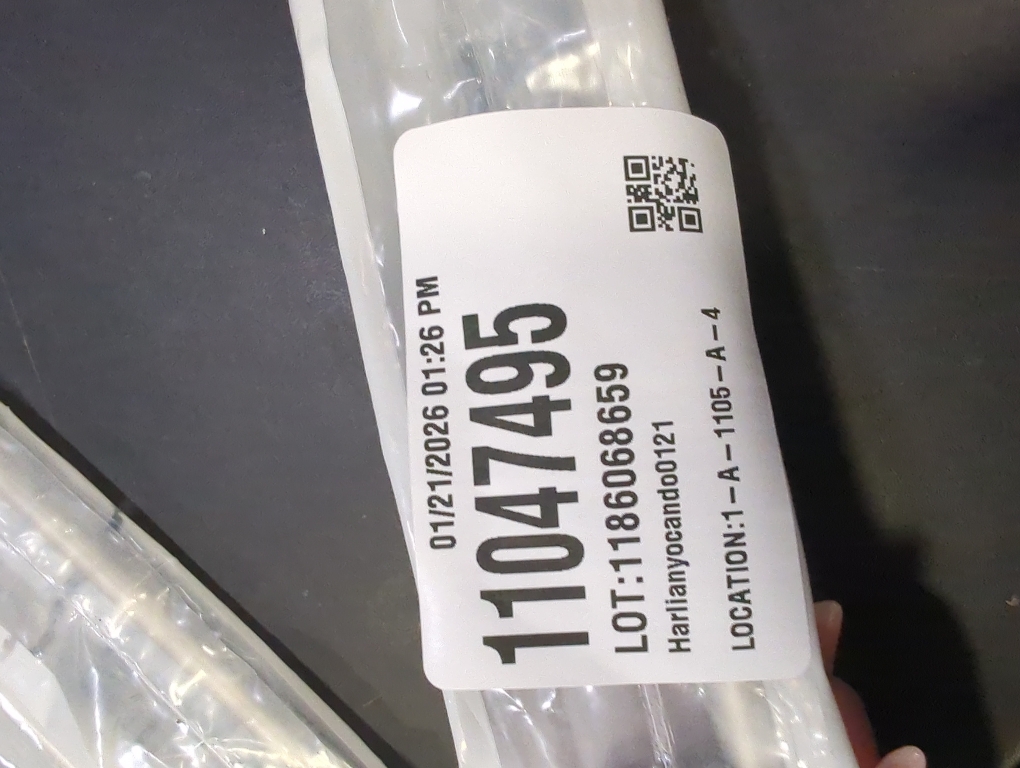 01/21/2026 01:26 PM
11047495
LOT:1186068659
Harlianyocando0121
LOCATION:1-A-1105-A-4